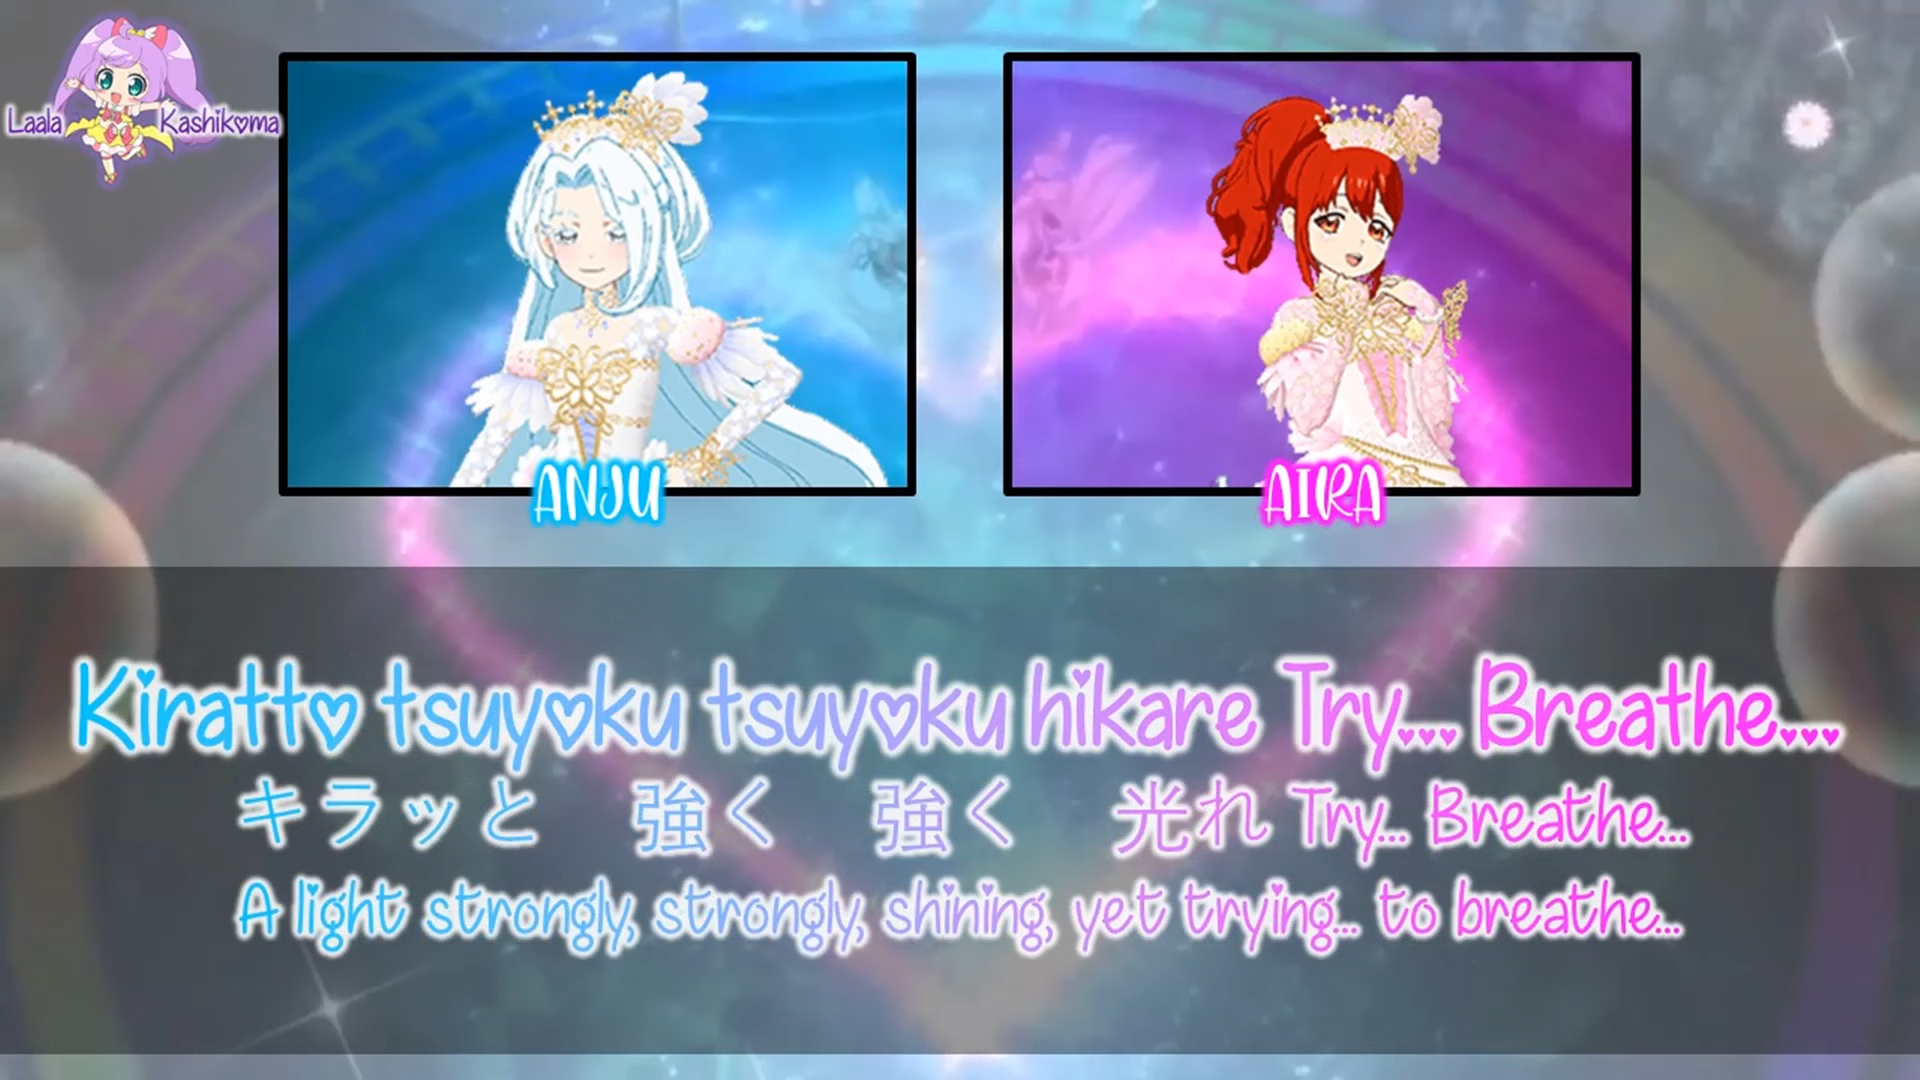 Laala Kashikoma
ANJU
AIRA
Kiratto tsuyoku tsuyoku hikare Try... Breathe...
キラッと　強く　強く　光れ Try... Breathe...
A light strongly, strongly, shining, yet trying... to breathe...